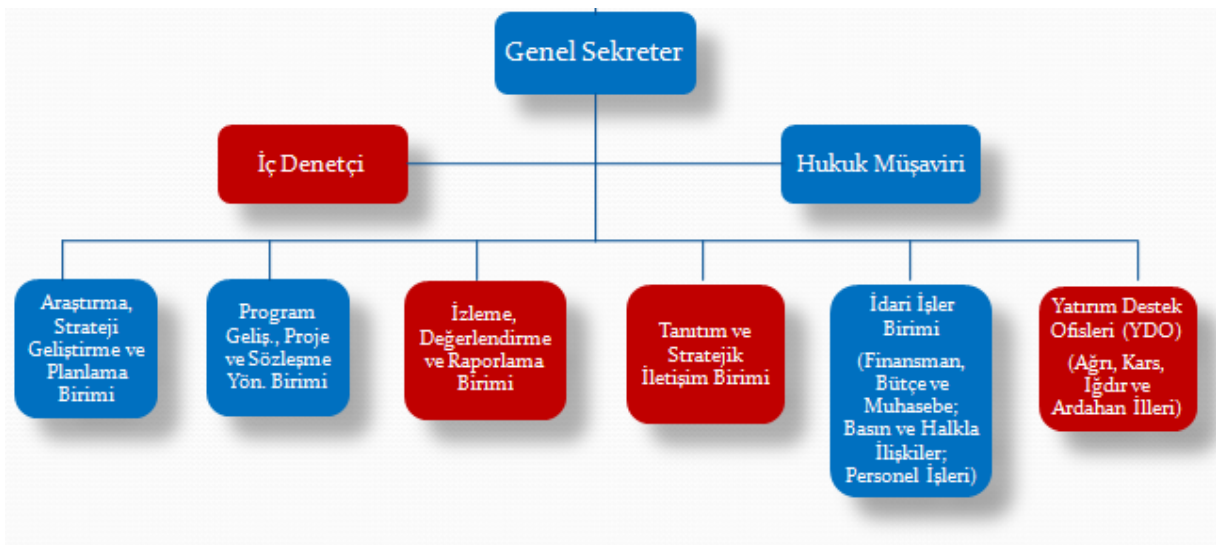 Genel Sekreter
İç Denetçi
Hukuk Müşaviri
Araştırma,
Strateji
Geliştirme ve
Planlama
Birimi
Program
Geliş., Proje
ve Sözleşme
Yön. Birimi
İzleme,
Değerlendirme
ve Raporlama
Birimi
Tanıtım ve
Stratejik
İletişim Birimi
İdari İşler
Birimi
(Finansman,
Bütçe ve
Muhasebe;
Basın ve Halkla
İlişkiler;
Personel İşleri)
Yatırım Destek
Ofisleri (YDO)
(Ağrı, Kars,
Iğdır ve
Ardahan İlleri)